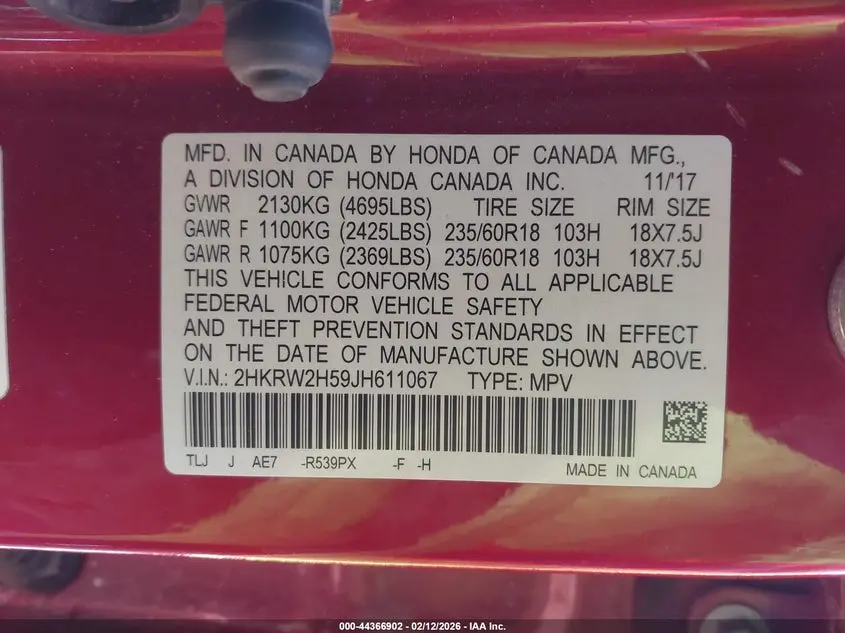 MFD. IN CANADA BY HONDA OF CANADA MFG.,
A DIVISION OF HONDA CANADA INC. 11/'17
GVWR 2130KG (4695LBS) TIRE SIZE RIM SIZE
GAWR F 1100KG (2425LBS) 235/60R18 103H 18X7.5J
GAWR R 1075KG (2369LBS) 235/60R18 103H 18X7.5J
THIS VEHICLE CONFORMS TO ALL APPLICABLE
FEDERAL MOTOR VEHICLE SAFETY
AND THEFT PREVENTION STANDARDS IN EFFECT
ON THE DATE OF MANUFACTURE SHOWN ABOVE.
V.I.N.: 2HKRW2H59JH611067 TYPE: MPV
TLJ J AE7 -R539PX -F -H
MADE IN CANADA
000-44366902 - 02/12/2026 - IAA Inc.